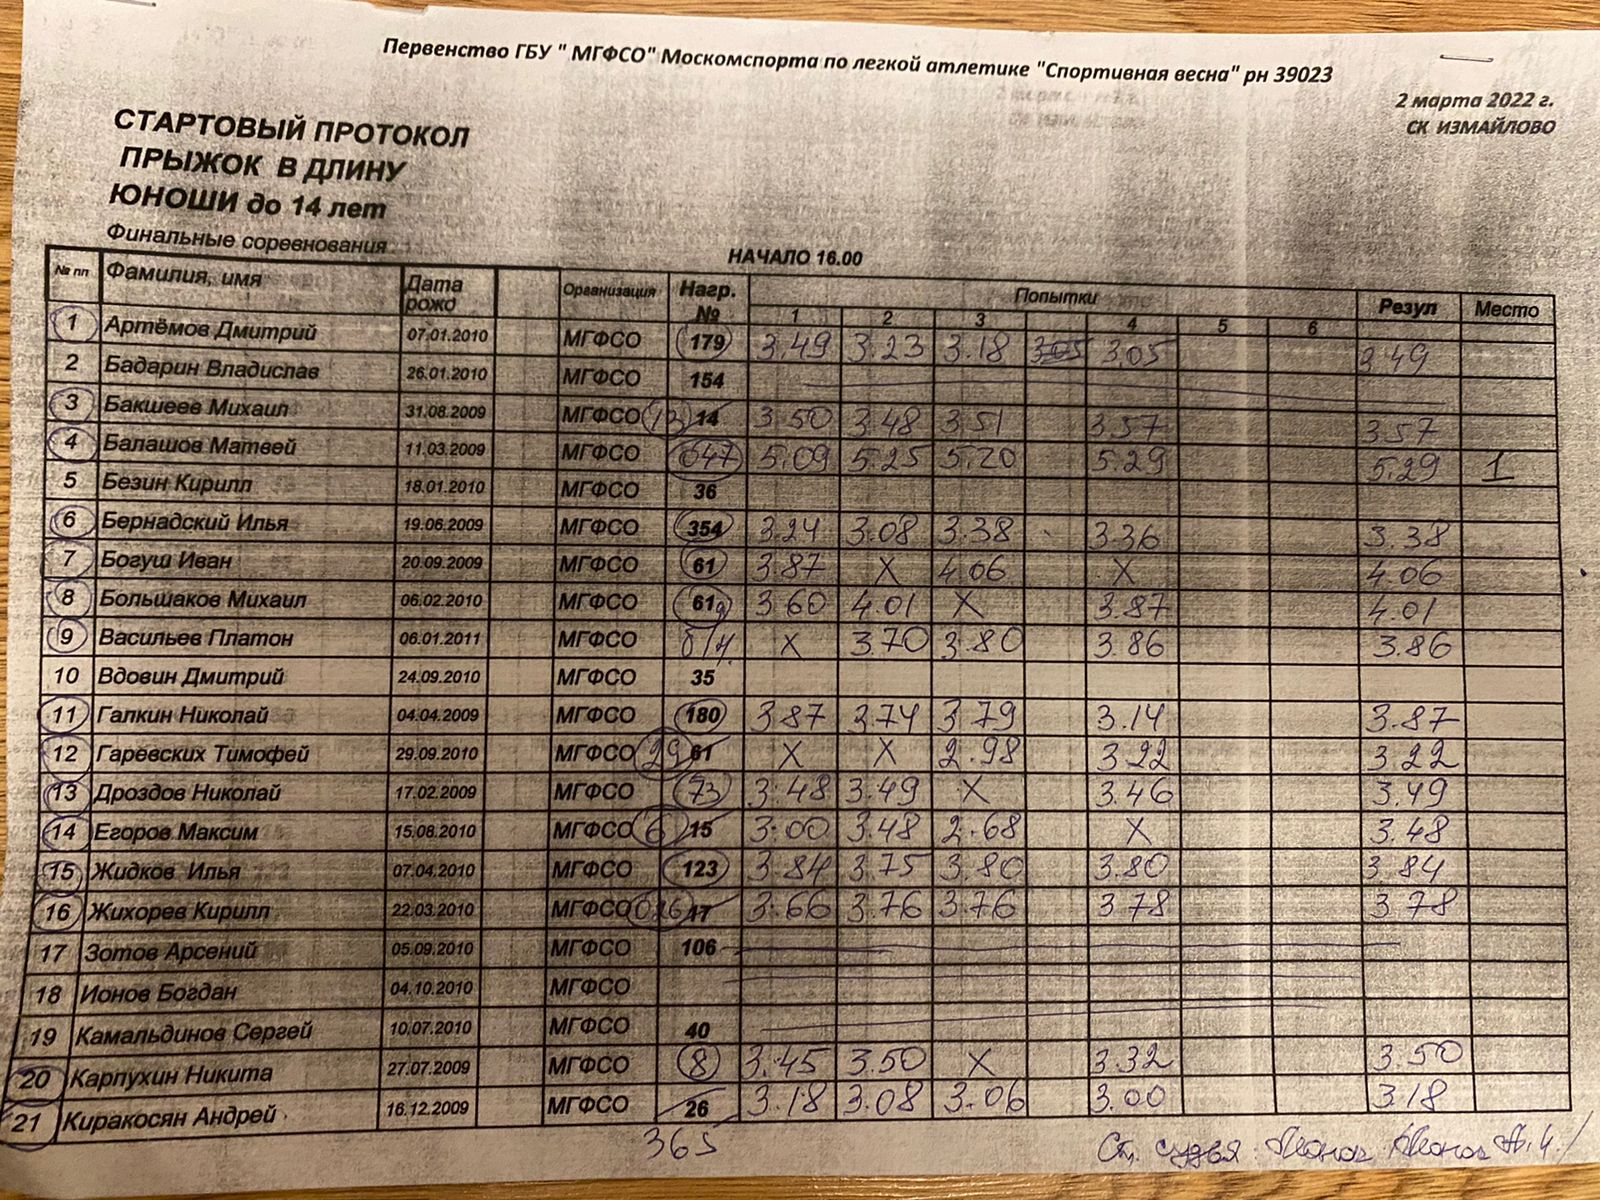 Первенство ГБУ " МГФСО" Москомспорта по легкой атлетике "Спортивная весна" рн 39023
2 марта 2022 г.
СК ИЗМАЙЛОВО
СТАРТОВЫЙ ПРОТОКОЛ
ПРЫЖОК В ДЛИНУ
ЮНОШИ до 14 лет
Финальные соревнования
НАЧАЛО 16.00
№ пп Фамилия, имя Дата рожд Организация Нагр. № Попытки Резул Место
1 2 3 4 5 6
1 Артёмов Дмитрий 07.01.2010 МГФСО 179 3.49 3.23 3.18 3.05 3.05 3.49
2 Бадарин Владислав 26.01.2010 МГФСО 154
3 Бакшеев Михаил 31.08.2009 МГФСО 13 14 3.50 3.48 3.51 3.57 3.57
4 Балашов Матвей 11.03.2009 МГФСО 047 5.09 5.25 5.20 5.29 5.29 1
5 Безин Кирилл 18.01.2010 МГФСО 36
6 Бернадский Илья 19.06.2009 МГФСО 354 3.24 3.08 3.38 3.36 3.38
7 Богуш Иван 20.09.2009 МГФСО 61 3.87 X 4.06 X 4.06
8 Большаков Михаил 06.02.2010 МГФСО 61д 3.60 4.01 X 3.87 4.01
9 Васильев Платон 06.01.2011 МГФСО б/н. X 3.70 3.80 3.86 3.86
10 Вдовин Дмитрий 24.09.2010 МГФСО 35
11 Галкин Николай 04.04.2009 МГФСО 180 3.87 3.74 3.79 3.14 3.87
12 Гаревских Тимофей 29.09.2010 МГФСО 29 61 X X 2.98 3.22 3.22
13 Дроздов Николай 17.02.2009 МГФСО 73 3.48 3.49 X 3.46 3.49
14 Егоров Максим 15.08.2010 МГФСО 6 15 3.00 3.48 2.68 X 3.48
15 Жидков Илья 07.04.2010 МГФСО 123 3.84 3.75 3.80 3.80 3.84
16 Жихорев Кирилл 22.03.2010 МГФСО 026 17 3.66 3.76 3.76 3.78 3.78
17 Зотов Арсений 05.09.2010 МГФСО 106
18 Ионов Богдан 04.10.2010 МГФСО
19 Камальдинов Сергей 10.07.2010 МГФСО 40
20 Карпухин Никита 27.07.2009 МГФСО 8 3.45 3.50 X 3.32 3.50
21 Киракосян Андрей 16.12.2009 МГФСО 26 3.18 3.08 3.06 3.00 3.18
365
Ст. судья